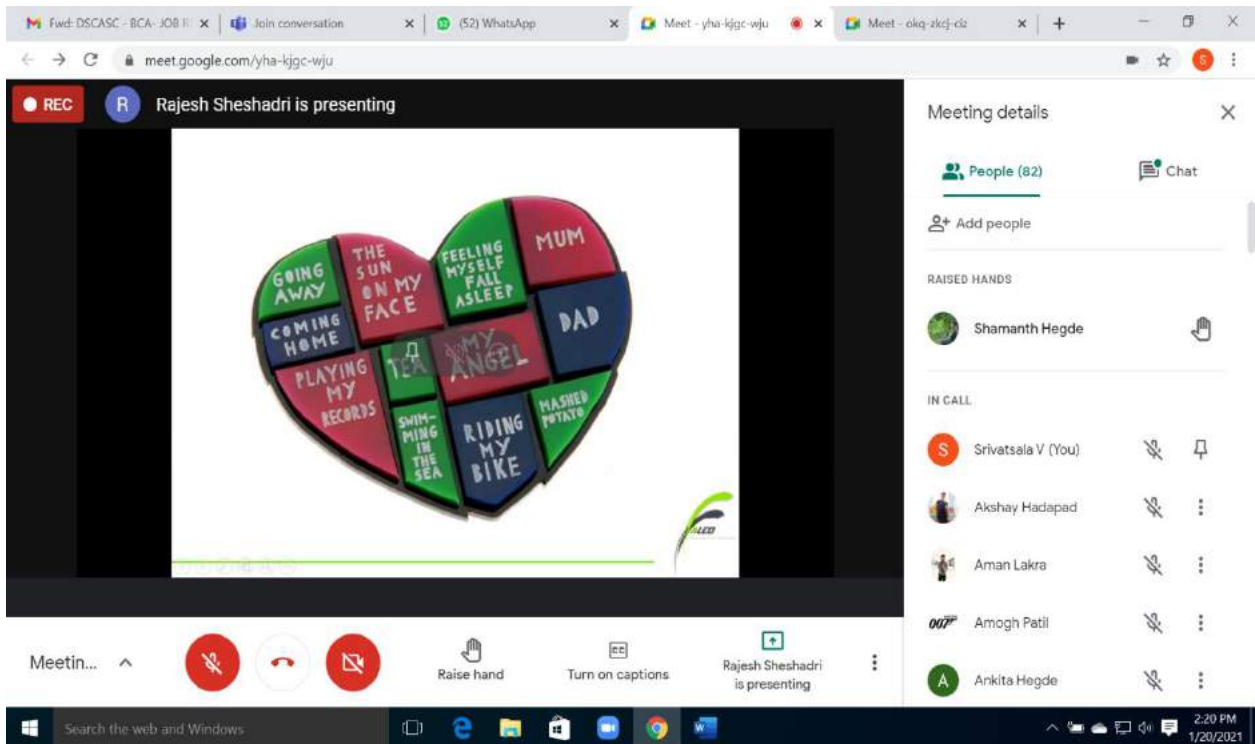 Fwd: DSCASC - BCA- JOB R
Join conversation
(52) WhatsApp
Meet - yha-kjgc-wju
Meet - okq-zkcj-ciz
meet.google.com/yha-kjgc-wju
S
REC
R
Rajesh Sheshadri is presenting
GOING
AWAY
THE
SUN
ON MY
FACE
FEELING
MYSELF
FALL
ASLEEP
MUM
COMING
HOME
DAD
PLAYING
MY
RECORDS
TEA
MY
ANGEL
SWIM-
MING
IN
THE
SEA
RIDING
MY
BIKE
MASHED
POTATO
Meeting details
People (82)
Chat
Add people
RAISED HANDS
Shamanth Hegde
IN CALL
S
Srivatsala V (You)
Akshay Hadapad
Aman Lakra
007
Amogh Patil
A
Ankita Hegde
Meetin...
Raise hand
CC
Turn on captions
Rajesh Sheshadri
is presenting
Search the web and Windows
2:20 PM
1/20/2021